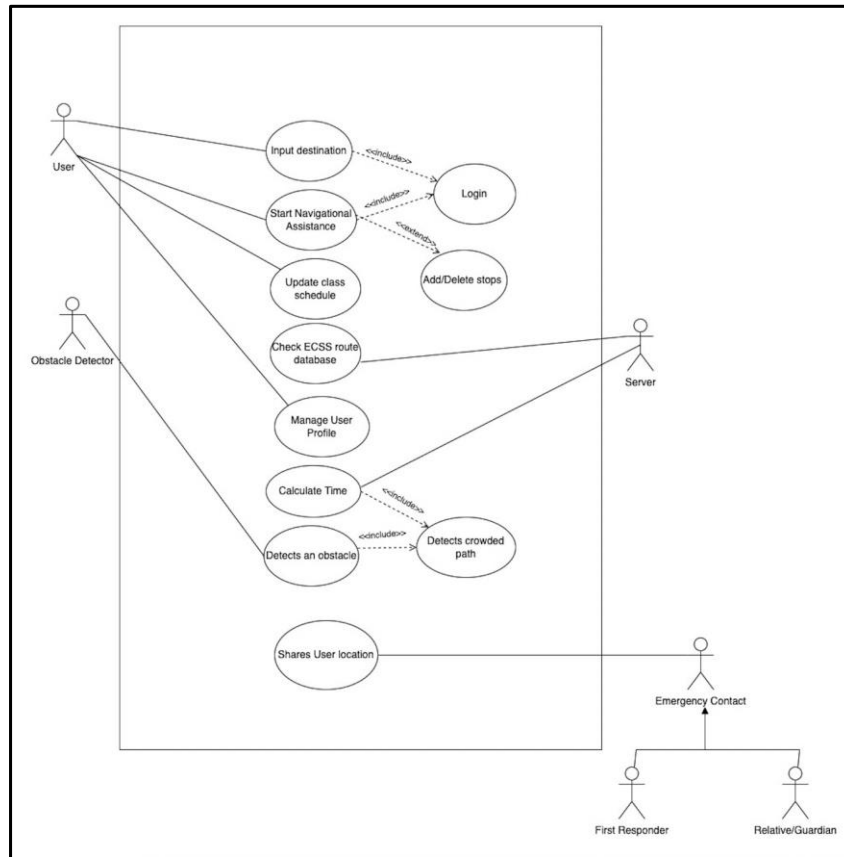 Input destination
<<include>>
User
Login
<<include>>
Start Navigational
Assistance
<<extend>>
Update class
schedule
Add/Delete stops
Check ECSS route
database
Obstacle Detector
Server
Manage User
Profile
Calculate Time
<<include>>
<<include>>
Detects an obstacle
Detects crowded
path
Shares User location
Emergency Contact
First Responder
Relative/Guardian